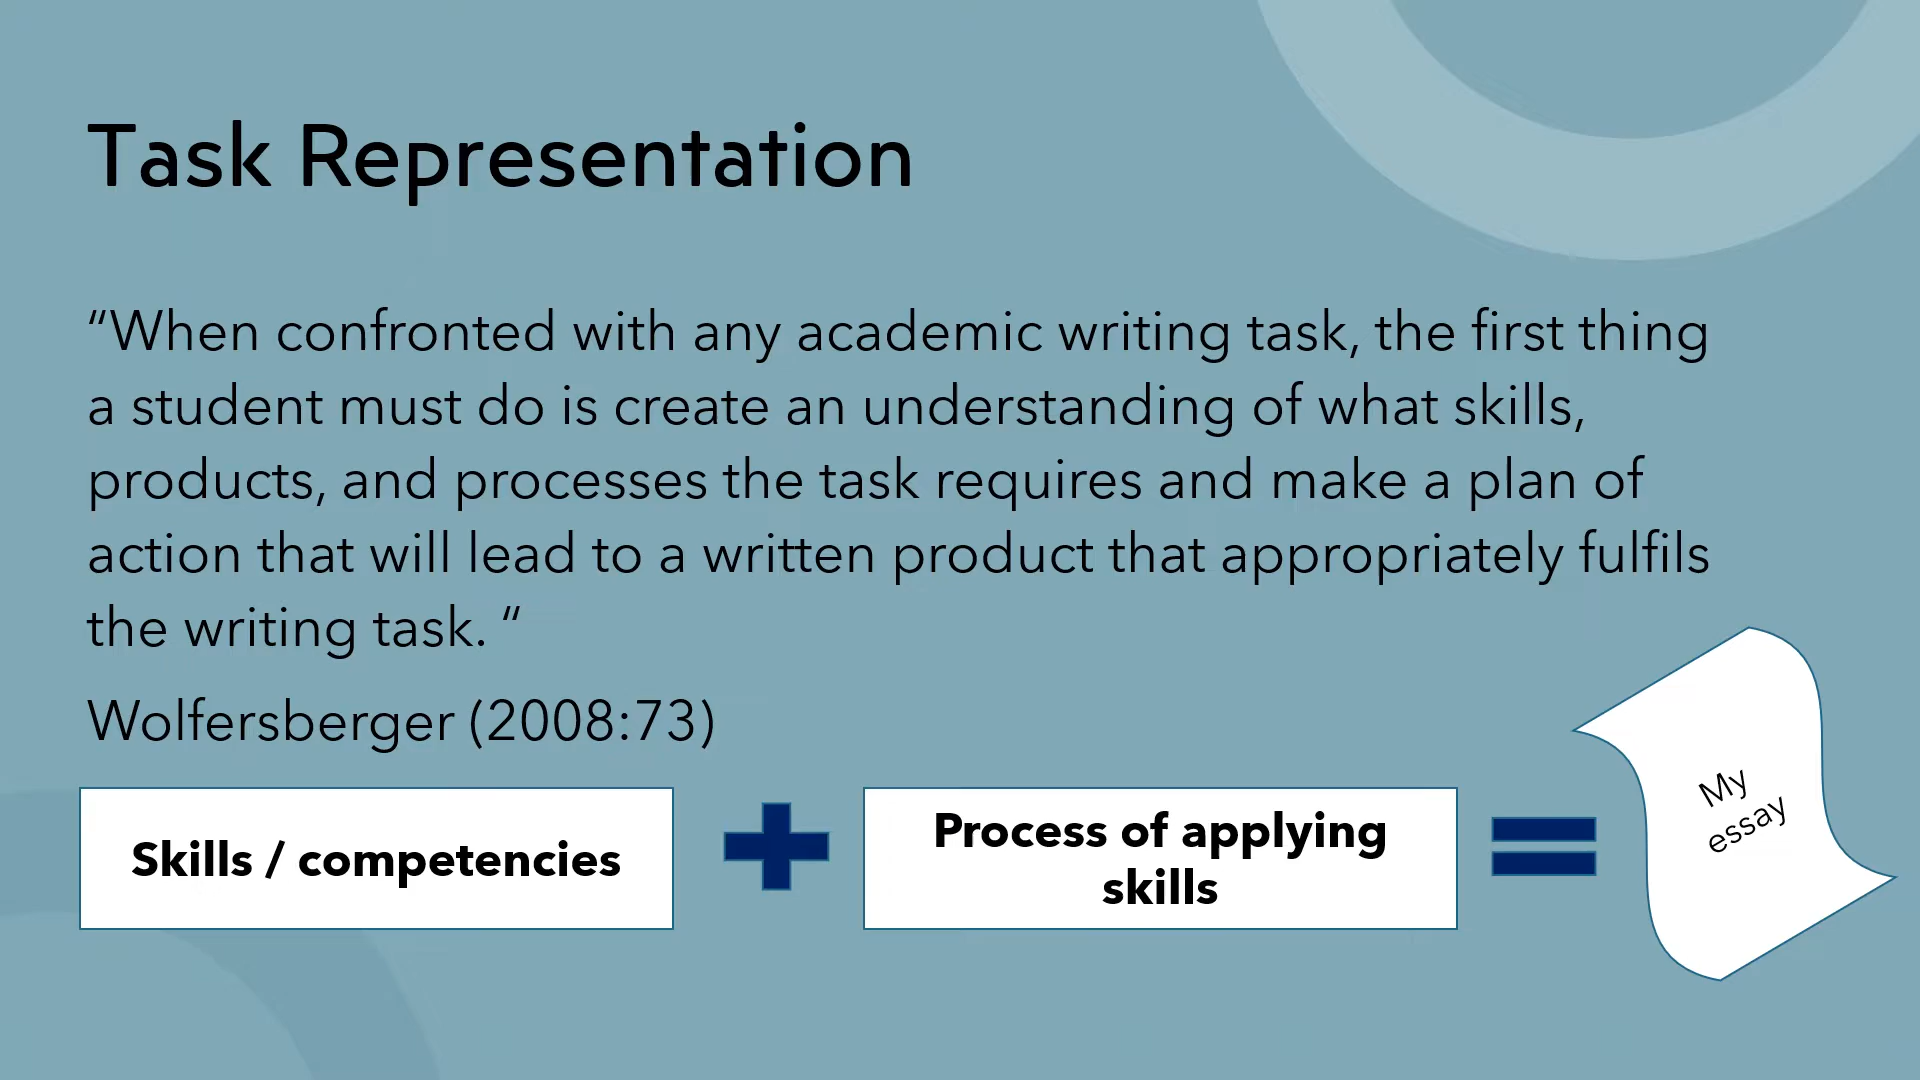 Task Representation
“When confronted with any academic writing task, the first thing
a student must do is create an understanding of what skills,
products, and processes the task requires and make a plan of
action that will lead to a written product that appropriately fulfils
the writing task. “
Wolfersberger (2008:73)
Skills / competencies
Process of applying
skills
My
essay